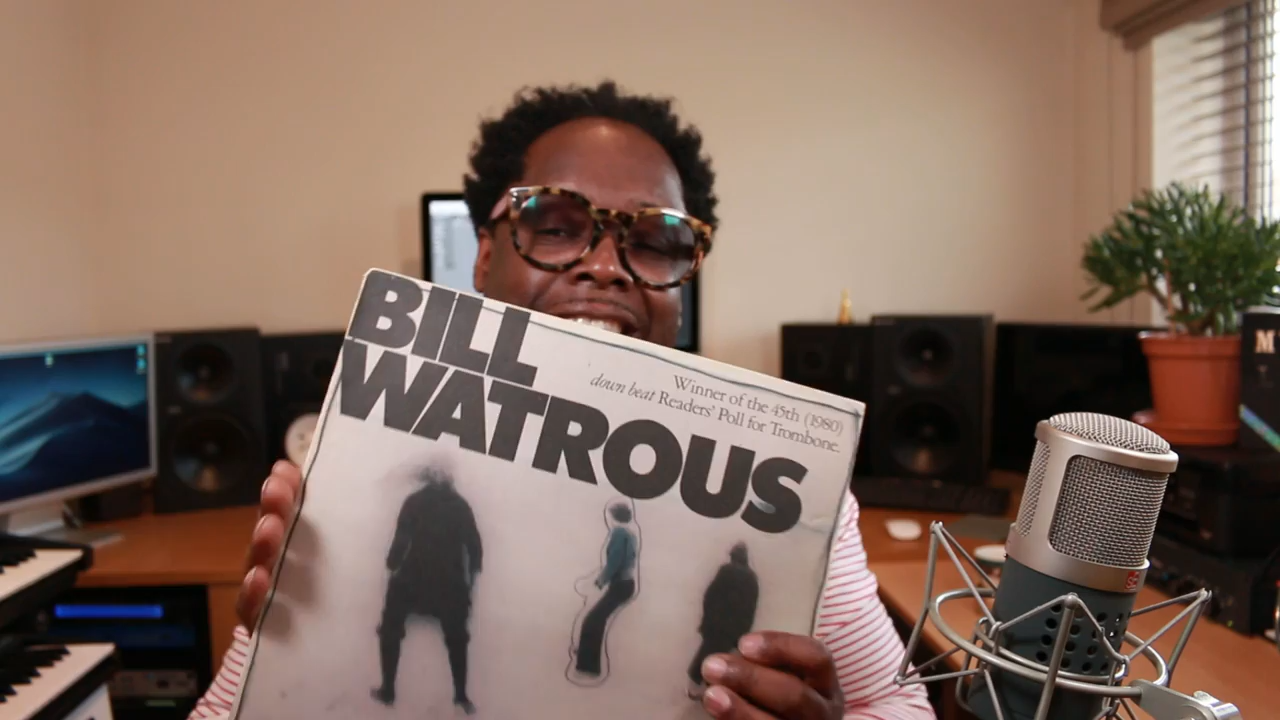 BILL
WATROUS
Winner of the 45th (1980)
down beat Readers' Poll for Trombone.
M